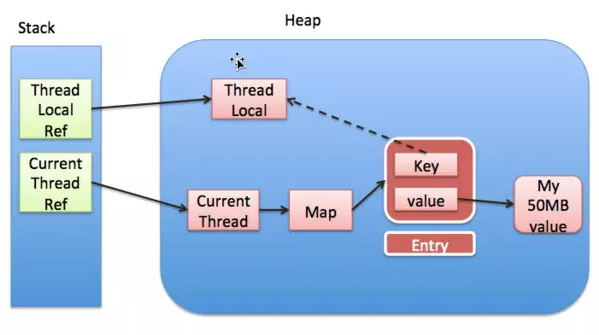 Stack
Heap
Thread
Local
Ref
Thread
Local
Current
Thread
Ref
Key
value
Current
Thread
Map
My
50MB
value
Entry